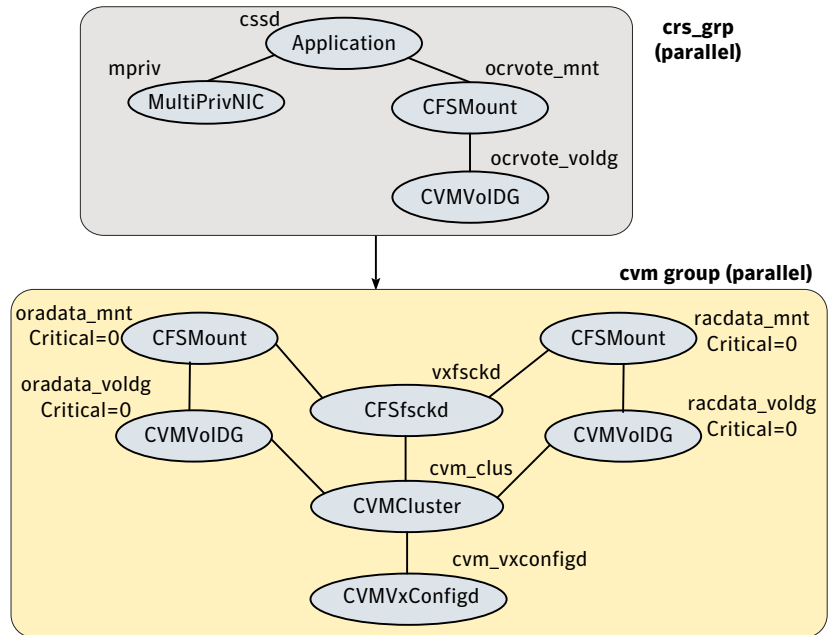 cssd
Application
crs_grp
(parallel)
mpriv
MultiPrivNIC
ocrvote_mnt
CFSMount
ocrvote_voldg
CVMVolDG
cvm group (parallel)
oradata_mnt
Critical=0
CFSMount
CFSMount
racdata_mnt
Critical=0
oradata_voldg
Critical=0
vxfsckd
CFSfsckd
racdata_voldg
Critical=0
CVMVolDG
CVMVolDG
cvm_clus
CVMCluster
cvm_vxconfigd
CVMVxConfigd